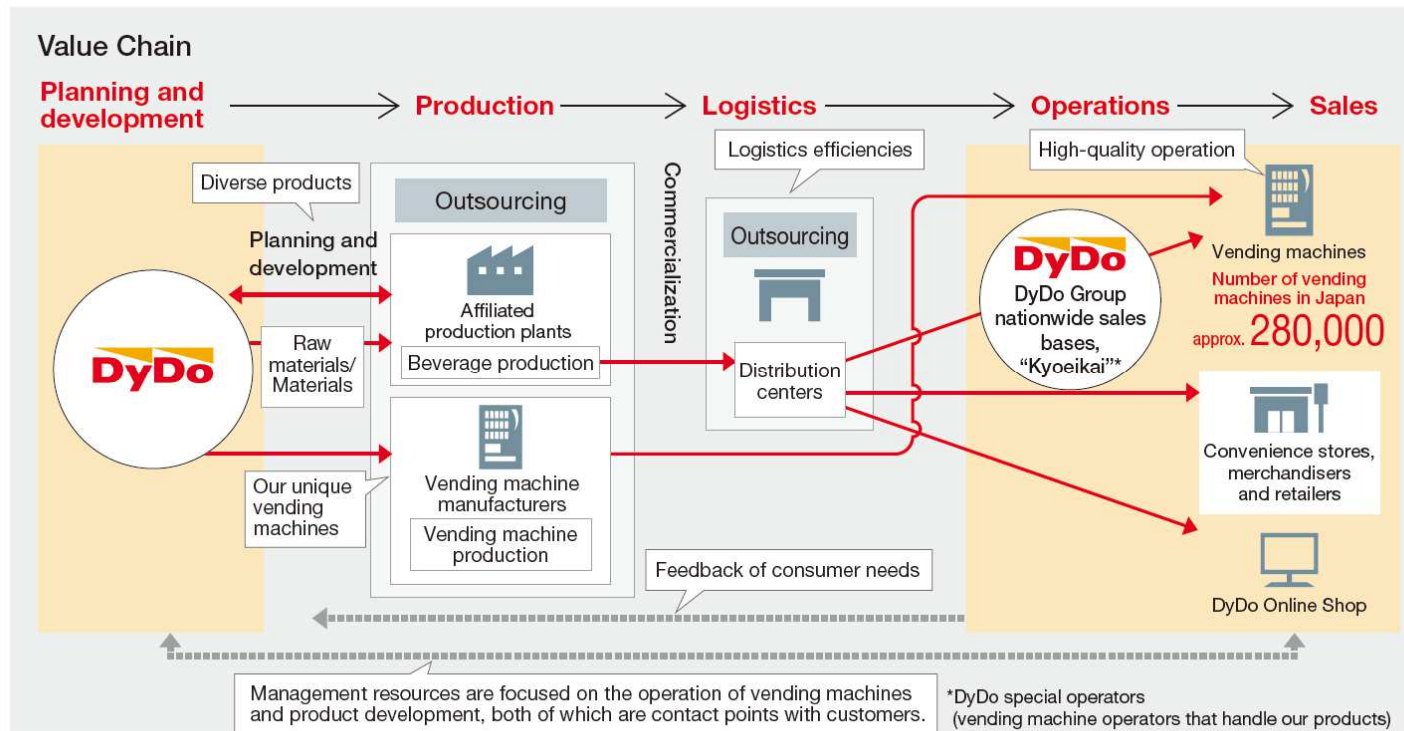 Value Chain
Planning and
development
Production
Logistics
Operations
Sales
Diverse products
Planning and
development
DyDo
Raw
materials/
Materials
Our unique
vending
machines
Outsourcing
Affiliated
production plants
Beverage production
Vending machine
manufacturers
Vending machine
production
Commercialization
Logistics efficiencies
Outsourcing
Distribution
centers
High-quality operation
DyDo
DyDo Group
nationwide sales
bases,
“Kyoeikai”*
Vending machines
Number of vending
machines in Japan
approx. 280,000
Convenience stores,
merchandisers
and retailers
DyDo Online Shop
Feedback of consumer needs
Management resources are focused on the operation of vending machines
and product development, both of which are contact points with customers.
*DyDo special operators
(vending machine operators that handle our products)